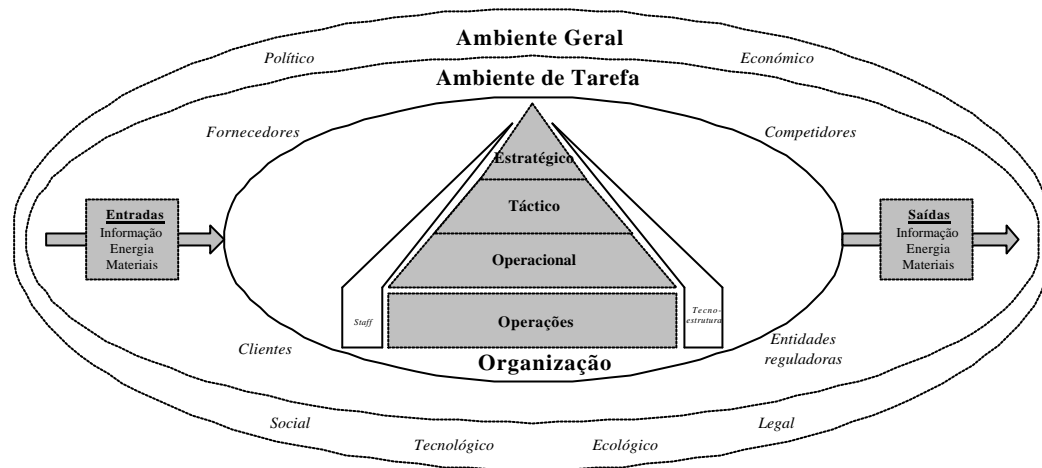 Ambiente Geral
Político
Económico
Ambiente de Tarefa
Fornecedores
Competidores
Estratégico
Entradas
Informação
Energia
Materiais
Táctico
Saídas
Informação
Energia
Materiais
Operacional
Staff
Operações
Tecno-
estrutura
Clientes
Organização
Entidades
reguladoras
Social
Legal
Tecnológico
Ecológico